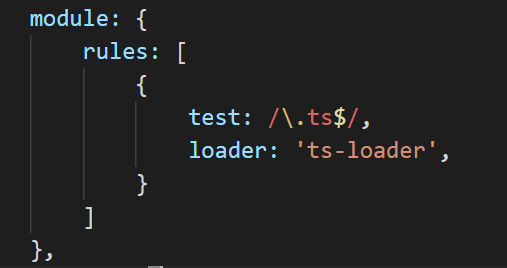 module: {
rules: [
{
test: /\.ts$/,
loader: 'ts-loader',
}
]
},